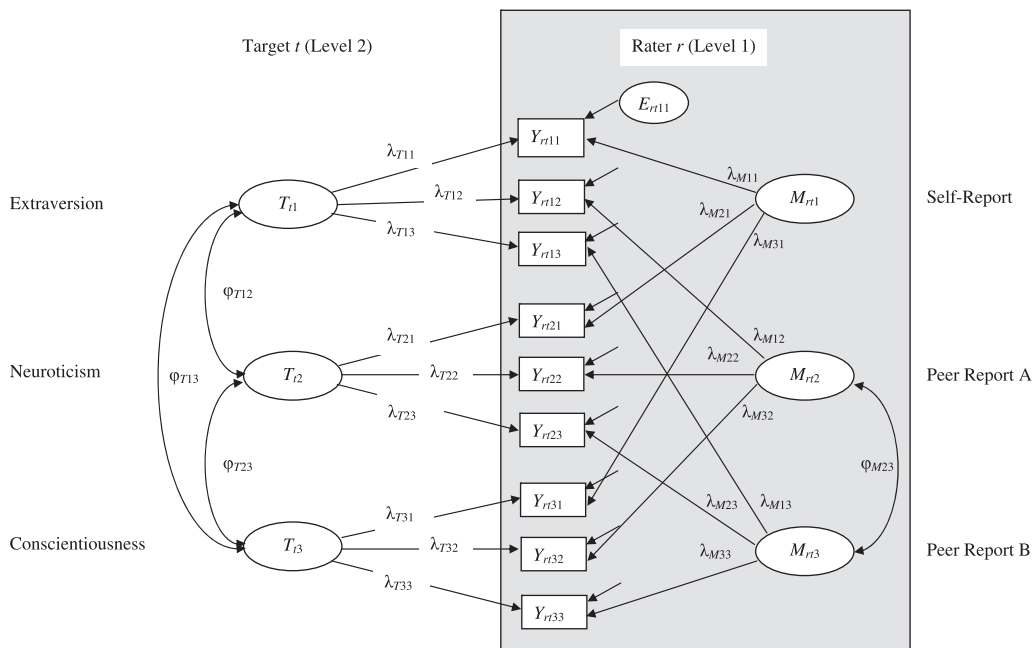 Target t (Level 2)
Rater r (Level 1)
E_rt11
Y_rt11
λ_T11
λ_M11
Extraversion
T_t1
λ_T12
Y_rt12
M_rt1
Self-Report
λ_M21
λ_T13
Y_rt13
λ_M31
φ_T12
Y_rt21
λ_T21
λ_M12
Neuroticism
φ_T13
T_t2
λ_T22
Y_rt22
λ_M22
M_rt2
Peer Report A
λ_T23
λ_M32
Y_rt23
φ_T23
φ_M23
Y_rt31
λ_T31
λ_M23
λ_M13
Conscientiousness
T_t3
λ_T32
Y_rt32
λ_M33
M_rt3
Peer Report B
λ_T33
Y_rt33